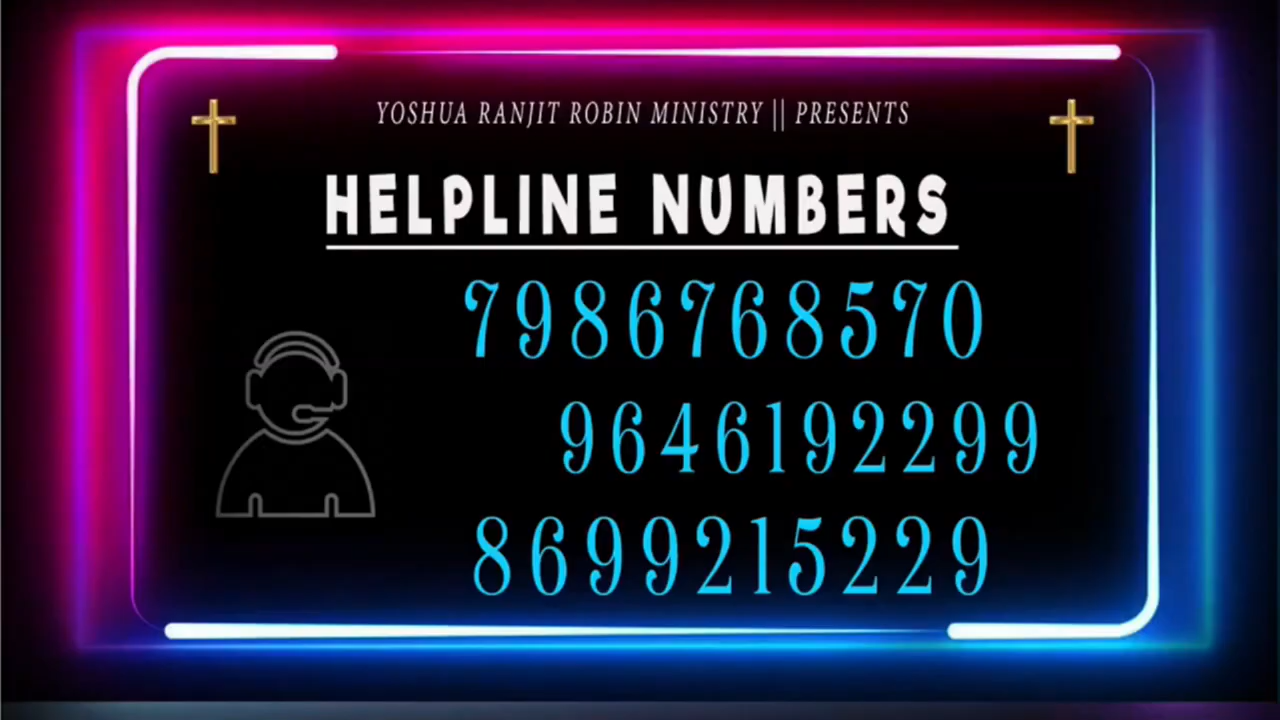 YOSHUA RANJIT ROBIN MINISTRY || PRESENTS
HELPLINE NUMBERS
7986768570
9646192299
8699215229